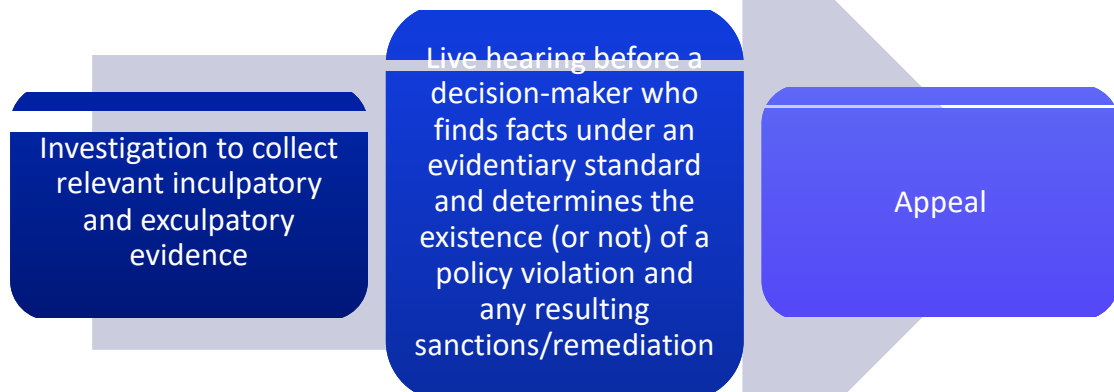 Investigation to collect
relevant inculpatory
and exculpatory
evidence
Live hearing before a
decision-maker who
finds facts under an
evidentiary standard
and determines the
existence (or not) of a
policy violation and
any resulting
sanctions/remediation
Appeal